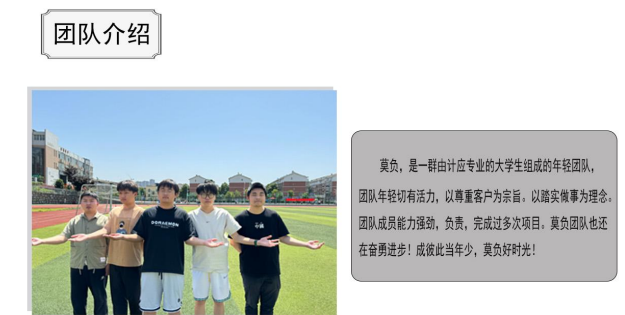 团队介绍
DORAEMON
莫负，是一群由计应专业的大学生组成的年轻团队，
团队年轻切有活力，以尊重客户为宗旨。以踏实做事为理念。
团队成员能力强劲，负责，完成过多次项目。莫负团队也还
在奋勇进步！成彼此当年少，莫负好时光！